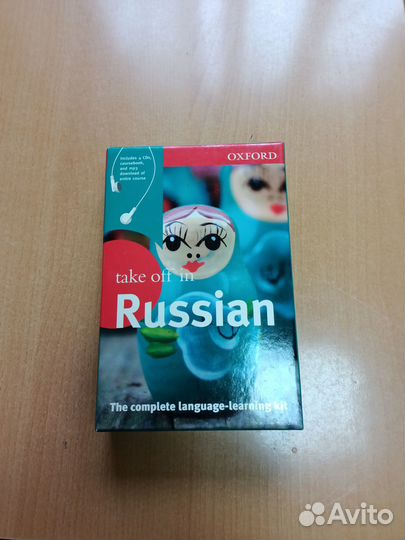 Includes 4 CDs,
coursebook,
and mp3
download of
entire course
OXFORD
take off in
Russian
The complete language-learning kit
Avito